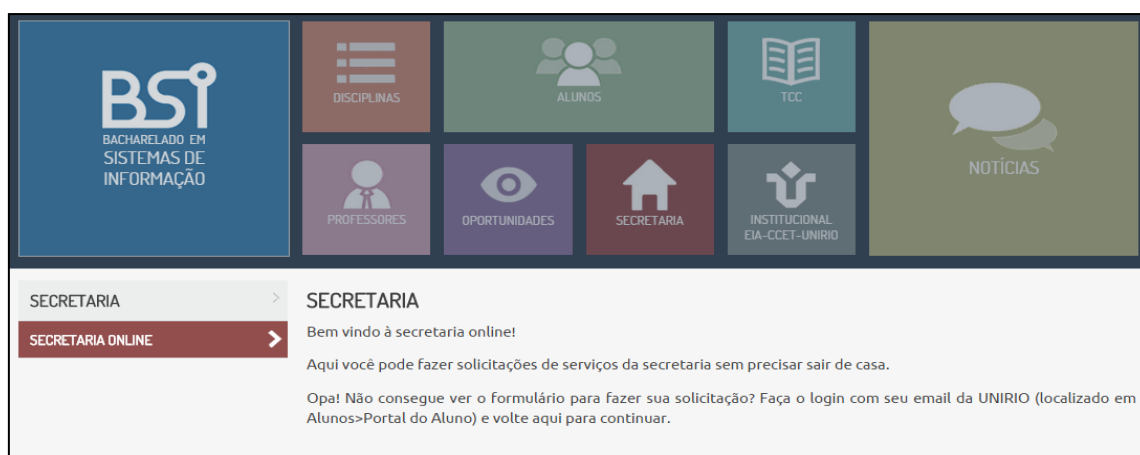 BSI
BACHARELADO EM
SISTEMAS DE
INFORMAÇÃO
DISCIPLINAS
ALUNOS
TCC
NOTÍCIAS
PROFESSORES
OPORTUNIDADES
SECRETARIA
INSTITUCIONAL
EIA-CCET-UNIRIO
SECRETARIA
SECRETARIA ONLINE
SECRETARIA
Bem vindo à secretaria online!
Aqui você pode fazer solicitações de serviços da secretaria sem precisar sair de casa.
Opa! Não consegue ver o formulário para fazer sua solicitação? Faça o login com seu email da UNIRIO (localizado em
Alunos>Portal do Aluno) e volte aqui para continuar.